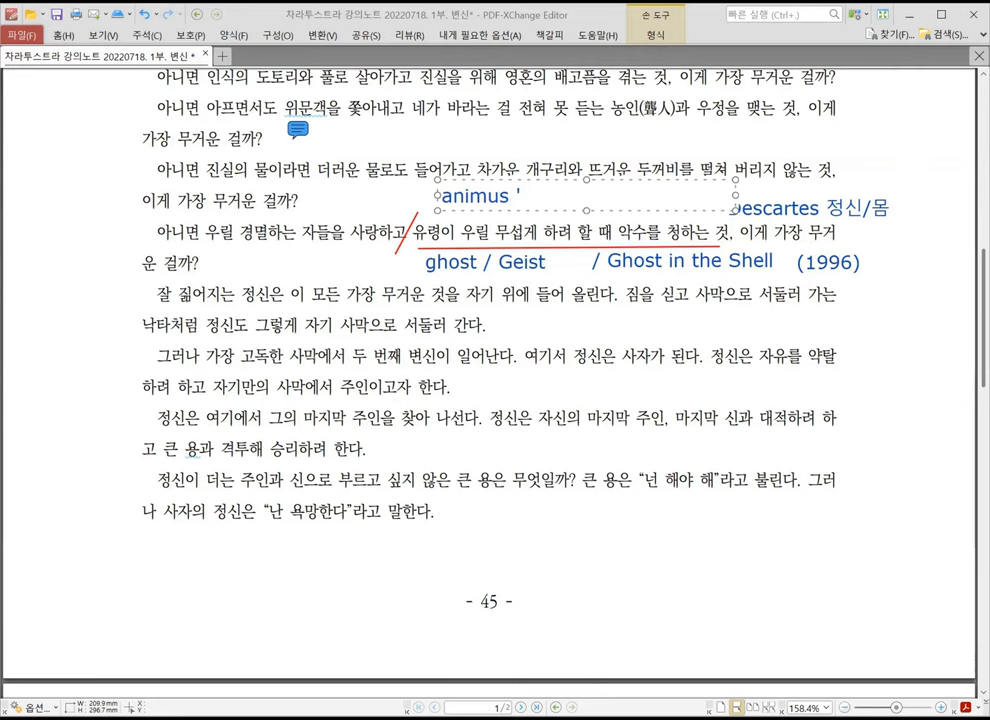 차라투스트라 강의노트 20220718. 1부. 변신* - PDF-XChange Editor
손 도구
빠른 실행 (Ctrl+.)
파일(F) 홈(H) 보기(V) 주석(C) 보호(P) 양식(F) 구성(O) 변환(V) 공유(S) 리뷰(R) 내게 필요한 옵션(A) 책갈피 도움말(H) 형식 찾기(F)... 검색(S)...
차라투스트라 강의노트 20220718. 1부. 변신 *
아니면 인식의 도토리와 풀로 살아가고 진실을 위해 영혼의 배고픔을 겪는 것, 이게 가장 무거운 걸까?
아니면 아프면서도 위문객을 쫓아내고 네가 바라는 걸 전혀 못 듣는 농인(聾人)과 우정을 맺는 것, 이게
가장 무거운 걸까?
아니면 진실의 물이라면 더러운 물로도 들어가고 차가운 개구리와 뜨거운 두꺼비를 떨쳐 버리지 않는 것,
이게 가장 무거운 걸까?
animus '
Descartes 정신/몸
아니면 우릴 경멸하는 자들을 사랑하고 유령이 우릴 무섭게 하려 할 때 악수를 청하는 것, 이게 가장 무거
운 걸까?
ghost / Geist / Ghost in the Shell (1996)
잘 짊어지는 정신은 이 모든 가장 무거운 것을 자기 위에 들어 올린다. 짐을 싣고 사막으로 서둘러 가는
낙타처럼 정신도 그렇게 자기 사막으로 서둘러 간다.
그러나 가장 고독한 사막에서 두 번째 변신이 일어난다. 여기서 정신은 사자가 된다. 정신은 자유를 약탈
하려 하고 자기만의 사막에서 주인이고자 한다.
정신은 여기에서 그의 마지막 주인을 찾아 나선다. 정신은 자신의 마지막 주인, 마지막 신과 대적하려 하
고 큰 용과 격투해 승리하려 한다.
정신이 더는 주인과 신으로 부르고 싶지 않은 큰 용은 무엇일까? 큰 용은 “넌 해야 해”라고 불린다. 그러
나 사자의 정신은 “난 욕망한다”라고 말한다.
- 45 -
옵션... W: 209.9mm H: 296.7mm X: Y: 1/2 158.4%